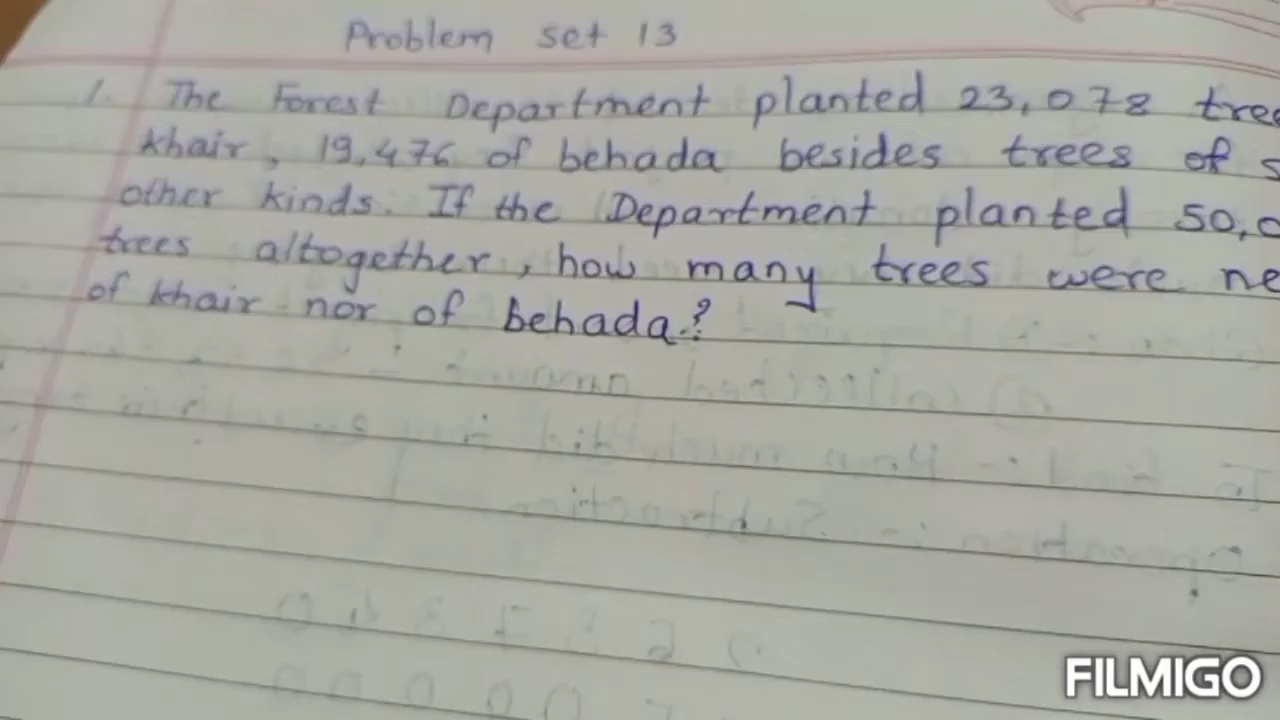 Problem set 13
1. The Forest Department planted 23,078 tree
khair, 19,476 of behada besides trees of s
other kinds. If the Department planted 50,0
trees altogether, how many trees were ne
of khair nor of behada?
FILMIGO